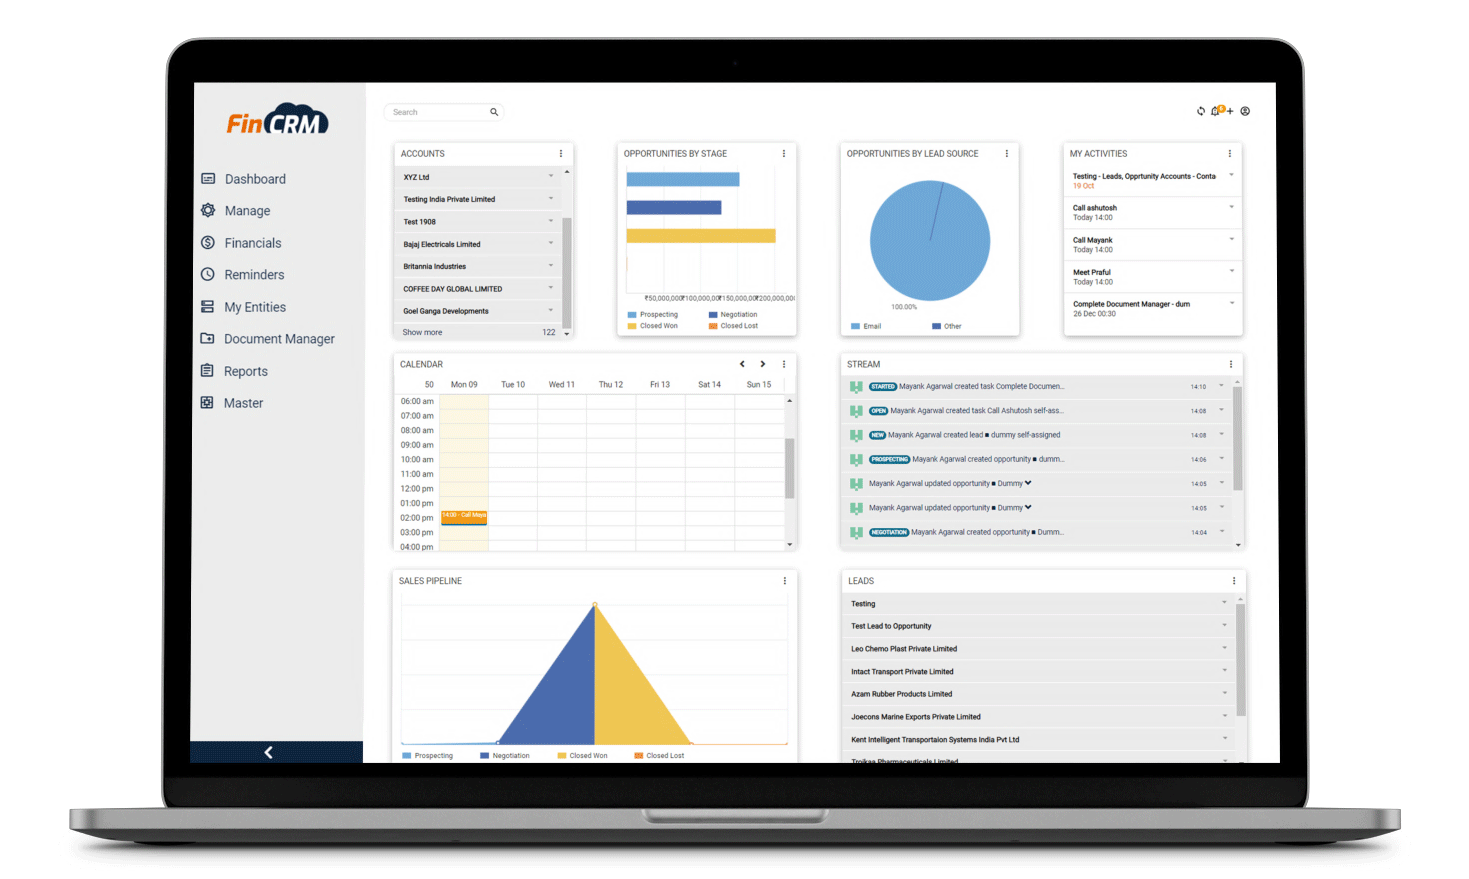 FinCRM
Search
6
Dashboard
Manage
Financials
Reminders
My Entities
Document Manager
Reports
Master
ACCOUNTS
XYZ Ltd
Testing India Private Limited
Test 1908
Bajaj Electricals Limited
Britannia Industries
COFFEE DAY GLOBAL LIMITED
Goel Ganga Developments
Show more 122
OPPORTUNITIES BY STAGE
₹50,000,000 ₹100,000,00 ₹150,000,00 ₹200,000,00
Prospecting Negotiation
Closed Won Closed Lost
OPPORTUNITIES BY LEAD SOURCE
100.00%
Email Other
MY ACTIVITIES
Testing - Leads, Opprtunity Accounts - Conta
19 Oct
Call ashutosh
Today 14:00
Call Mayank
Today 14:00
Meet Praful
Today 14:00
Complete Document Manager - dum
26 Dec 00:30
CALENDAR
50 Mon 09 Tue 10 Wed 11 Thu 12 Fri 13 Sat 14 Sun 15
06:00 am
07:00 am
08:00 am
09:00 am
10:00 am
11:00 am
12:00 pm
01:00 pm
02:00 pm 14:00 - Call Maya
03:00 pm
04:00 pm
STREAM
STARTED Mayank Agarwal created task Complete Documen... 14:10
OPEN Mayank Agarwal created task Call Ashutosh self-ass... 14:08
NEW Mayank Agarwal created lead ■ dummy self-assigned 14:08
PROSPECTING Mayank Agarwal created opportunity ■ dumm... 14:06
Mayank Agarwal updated opportunity ■ Dummy 14:05
Mayank Agarwal updated opportunity ■ Dummy 14:05
NEGOTIATION Mayank Agarwal created opportunity ■ Dumm... 14:04
SALES PIPELINE
Prospecting Negotiation Closed Won Closed Lost
LEADS
Testing
Test Lead to Opportunity
Leo Chemo Plast Private Limited
Intact Transport Private Limited
Azam Rubber Products Limited
Joecons Marine Exports Private Limited
Kent Intelligent Transportaion Systems India Pvt Ltd
Troikaa Pharmaceuticals Limited